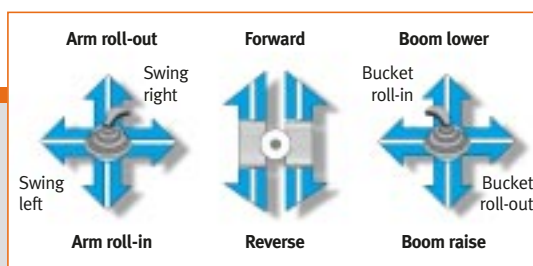 Arm roll-out Forward Boom lower
Swing
right
Bucket
roll-in
Swing
left
Bucket
roll-out
Arm roll-in Reverse Boom raise